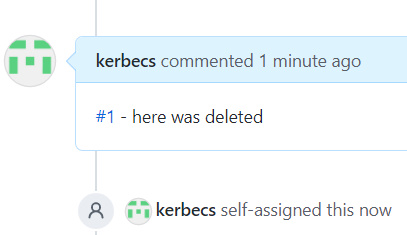 kerbecs commented 1 minute ago
#1 - here was deleted
kerbecs self-assigned this now